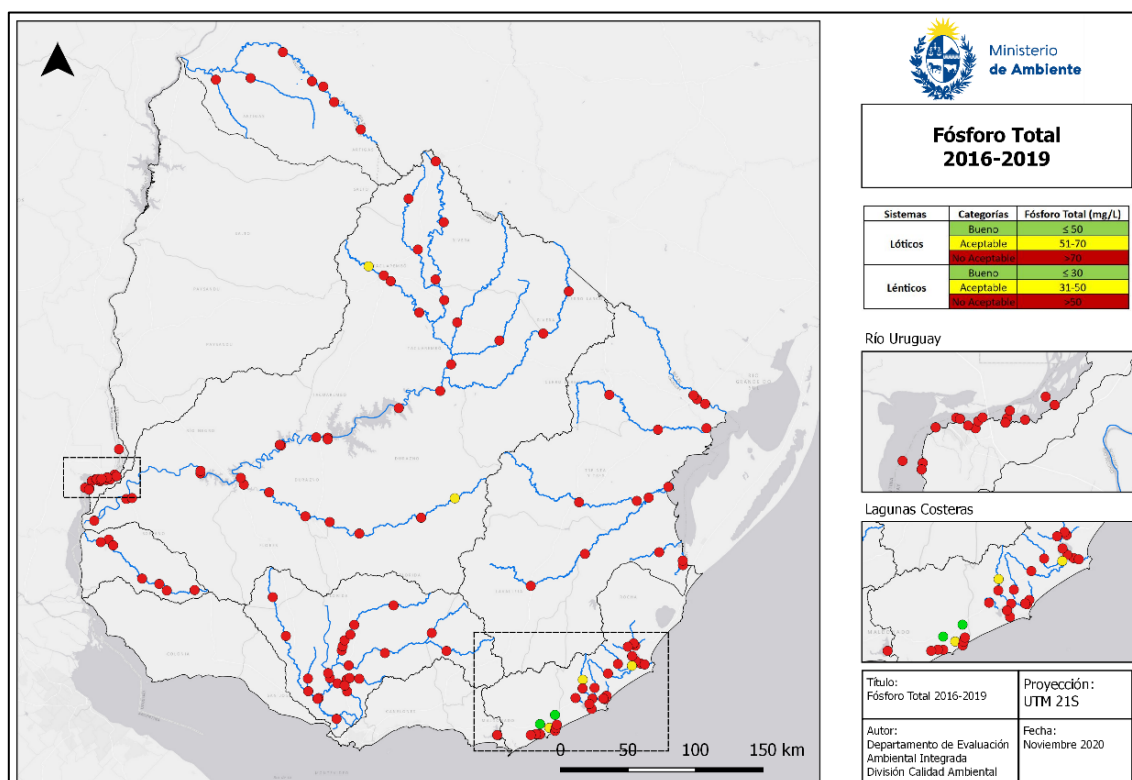 Ministerio
de Ambiente
Fósforo Total
2016-2019
Sistemas Categorías Fósforo Total (mg/L)
Lóticos
Bueno ≤ 50
Aceptable 51-70
No Aceptable >70
Lénticos
Bueno ≤ 30
Aceptable 31-50
No Aceptable >50
Río Uruguay
Lagunas Costeras
Título:
Fósforo Total 2016-2019
Proyección:
UTM 21S
Autor:
Departamento de Evaluación
Ambiental Integrada
División Calidad Ambiental
Fecha:
Noviembre 2020
0 50 100 150 km